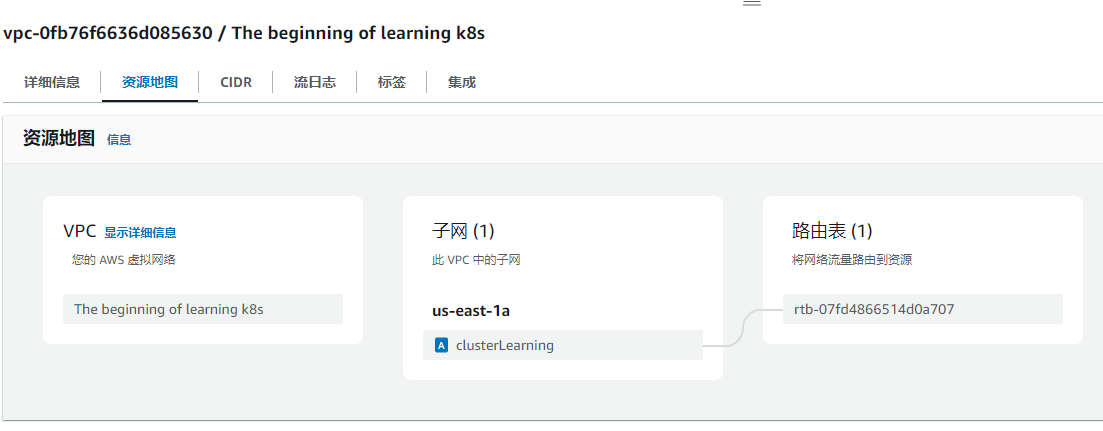 vpc-0fb76f6636d085630 / The beginning of learning k8s
详细信息 资源地图 CIDR 流日志 标签 集成
资源地图 信息
VPC 显示详细信息
您的 AWS 虚拟网络
The beginning of learning k8s
子网 (1)
此 VPC 中的子网
us-east-1a
A clusterLearning
路由表 (1)
将网络流量路由到资源
rtb-07fd4866514d0a707